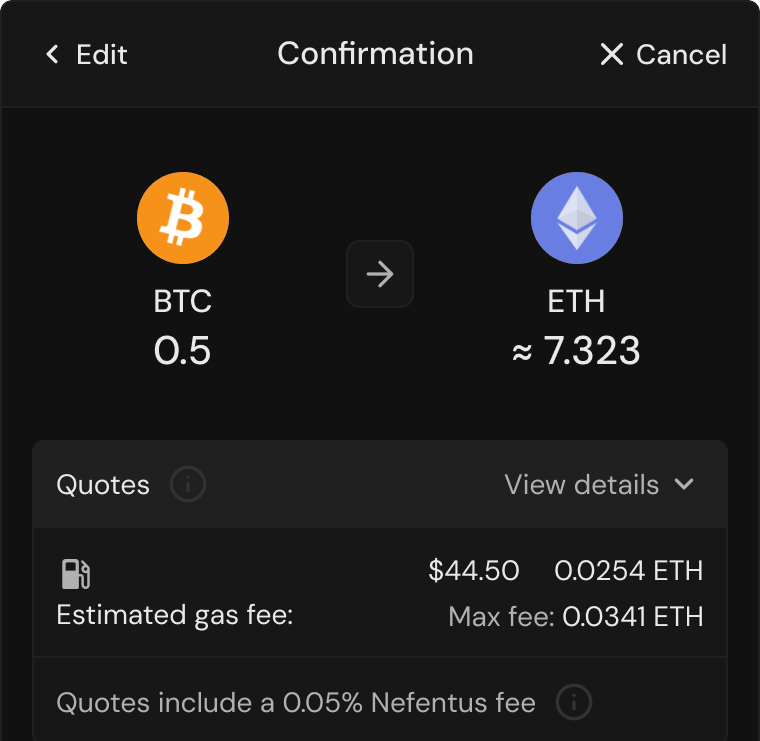 Edit
Confirmation
Cancel
BTC
0.5
ETH
≈ 7.323
Quotes
View details
$44.50
0.0254 ETH
Estimated gas fee:
Max fee: 0.0341 ETH
Quotes include a 0.05% Nefentus fee